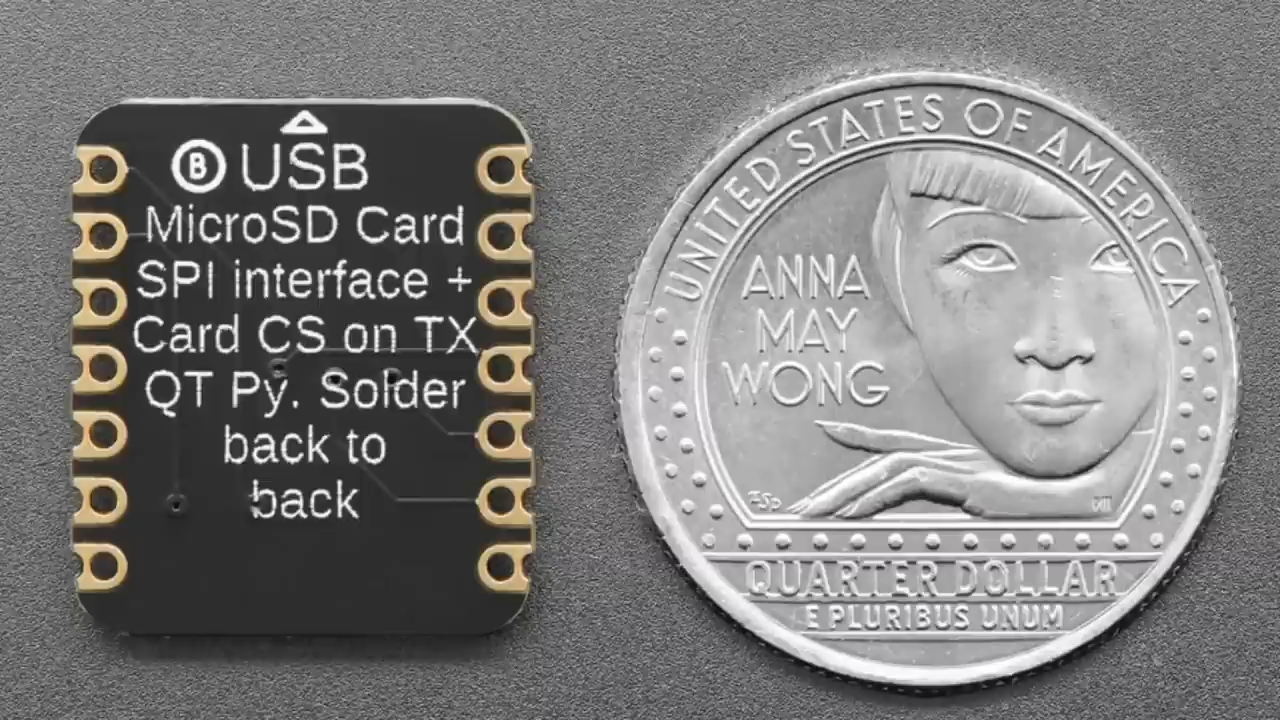 B USB
MicroSD Card
SPI interface +
Card CS on TX
QT Py. Solder
back to
back
UNITED STATES OF AMERICA
ANNA
MAY
WONG
QUARTER DOLLAR
E PLURIBUS UNUM